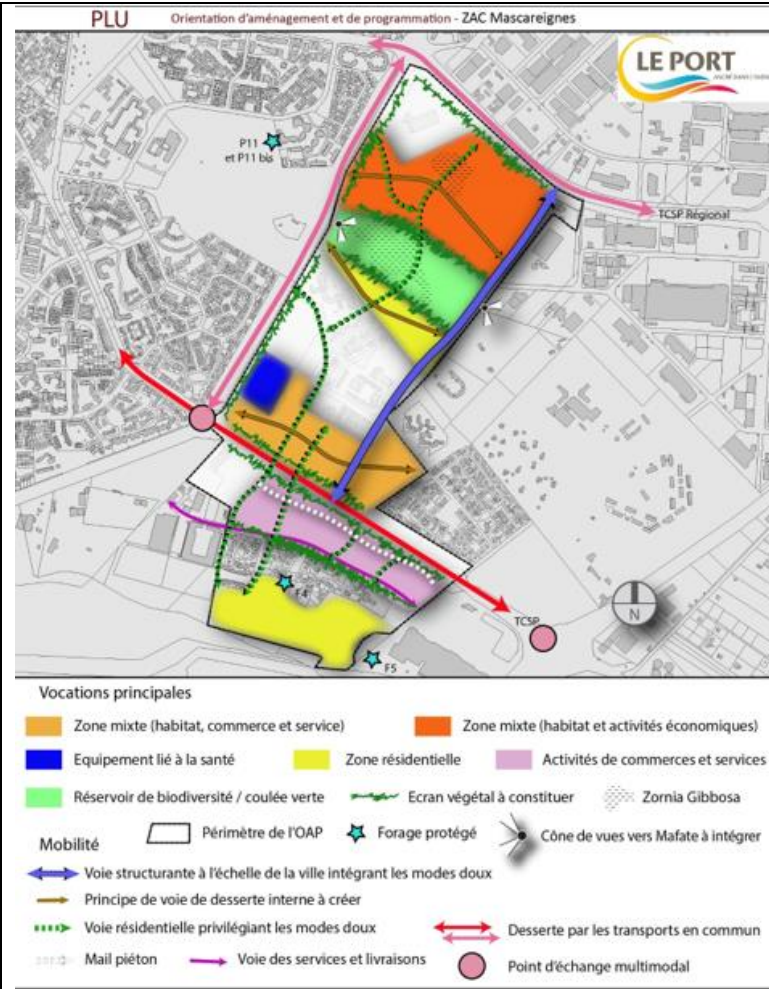 PLU Orientation d'aménagement et de programmation - ZAC Mascareignes
LE PORT
P11
et P11 bis
TCSP Régional
F4
TCSP
F5
N
Vocations principales
Zone mixte (habitat, commerce et service)
Zone mixte (habitat et activités économiques)
Equipement lié à la santé
Zone résidentielle
Activités de commerces et services
Réservoir de biodiversité / coulée verte
Ecran végétal à constituer
Zornia Gibbosa
Mobilité
Périmètre de l'OAP
Forage protégé
Cône de vues vers Mafate à intégrer
Voie structurante à l'échelle de la ville intégrant les modes doux
Principe de voie de desserte interne à créer
Voie résidentielle privilégiant les modes doux
Desserte par les transports en commun
Mail piéton
Voie des services et livraisons
Point d'échange multimodal